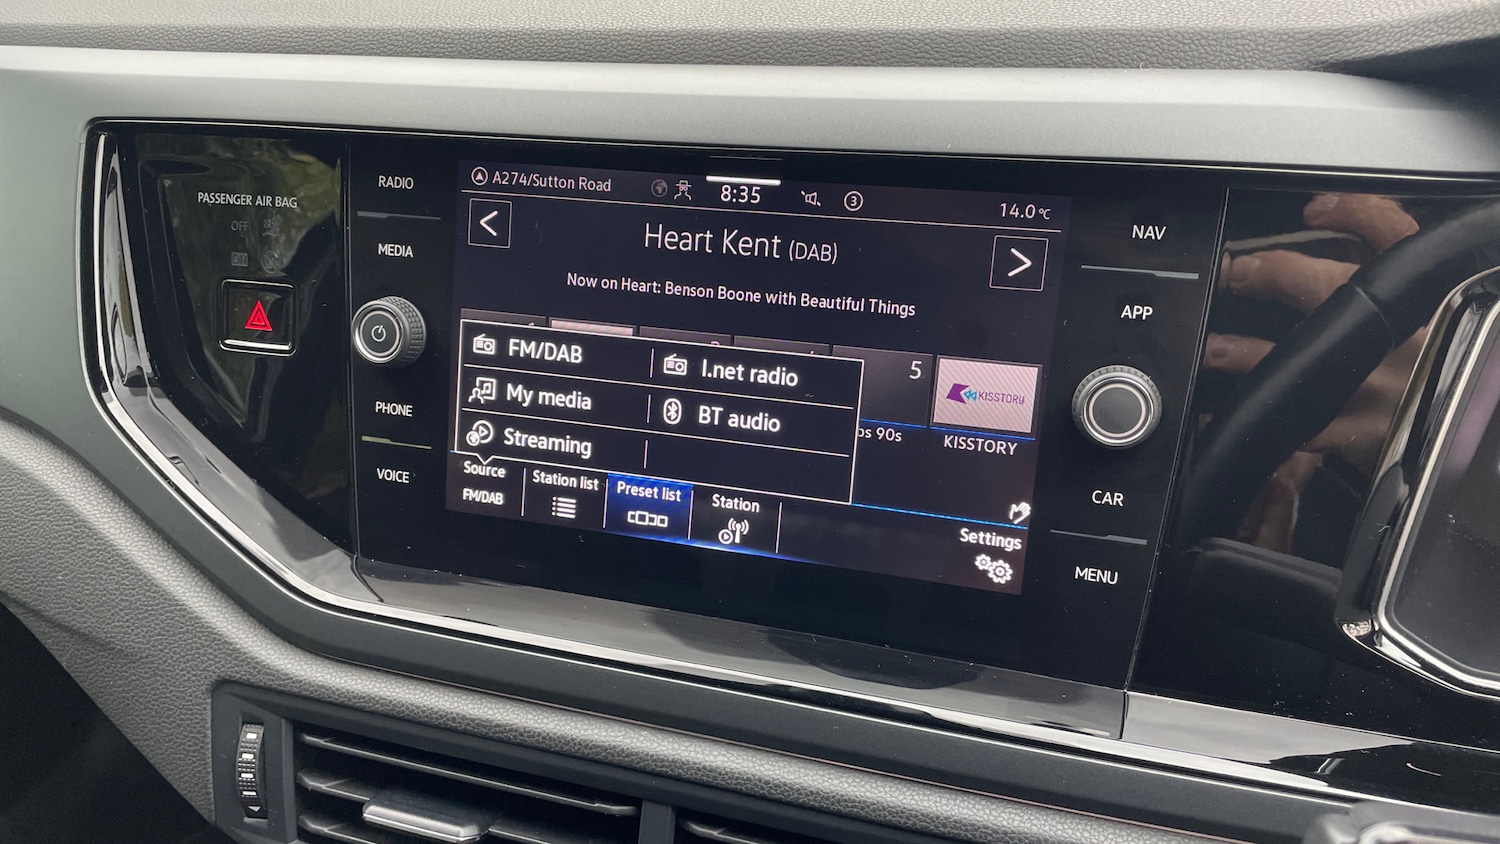 PASSENGER AIR BAG
OFF
ON
RADIO
MEDIA
PHONE
VOICE
A274/Sutton Road
8:35
3
14.0°C
Heart Kent (DAB)
Now on Heart: Benson Boone with Beautiful Things
FM/DAB
I.net radio
My media
BT audio
Streaming
5
KISSTORY
90s
KISSTORY
Source
FM/DAB
Station list
Preset list
Station
Settings
NAV
APP
CAR
MENU